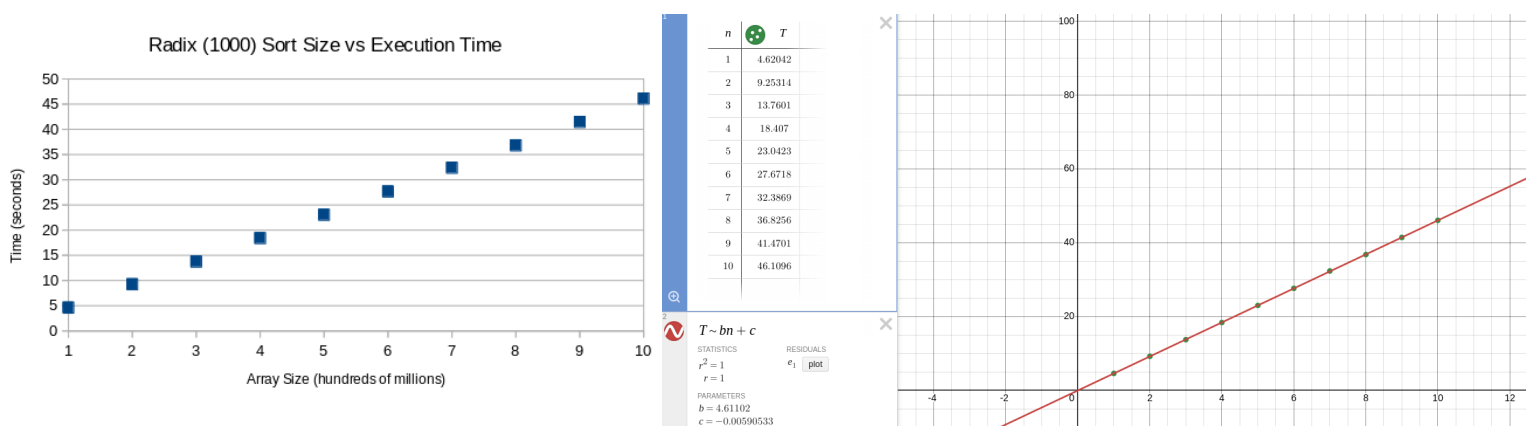 Radix (1000) Sort Size vs Execution Time
Time (seconds)
50
45
40
35
30
25
20
15
10
5
0
1 2 3 4 5 6 7 8 9 10
Array Size (hundreds of millions)
1
n T
1 4.62042
2 9.25314
3 13.7601
4 18.407
5 23.0423
6 27.6718
7 32.3869
8 36.8256
9 41.4701
10 46.1096
2
T ~ bn + c
STATISTICS RESIDUALS
r² = 1 e₁ plot
r = 1
PARAMETERS
b = 4.61102
c = −0.00590533
100
80
60
40
20
-4 -2 0 2 4 6 8 10 12